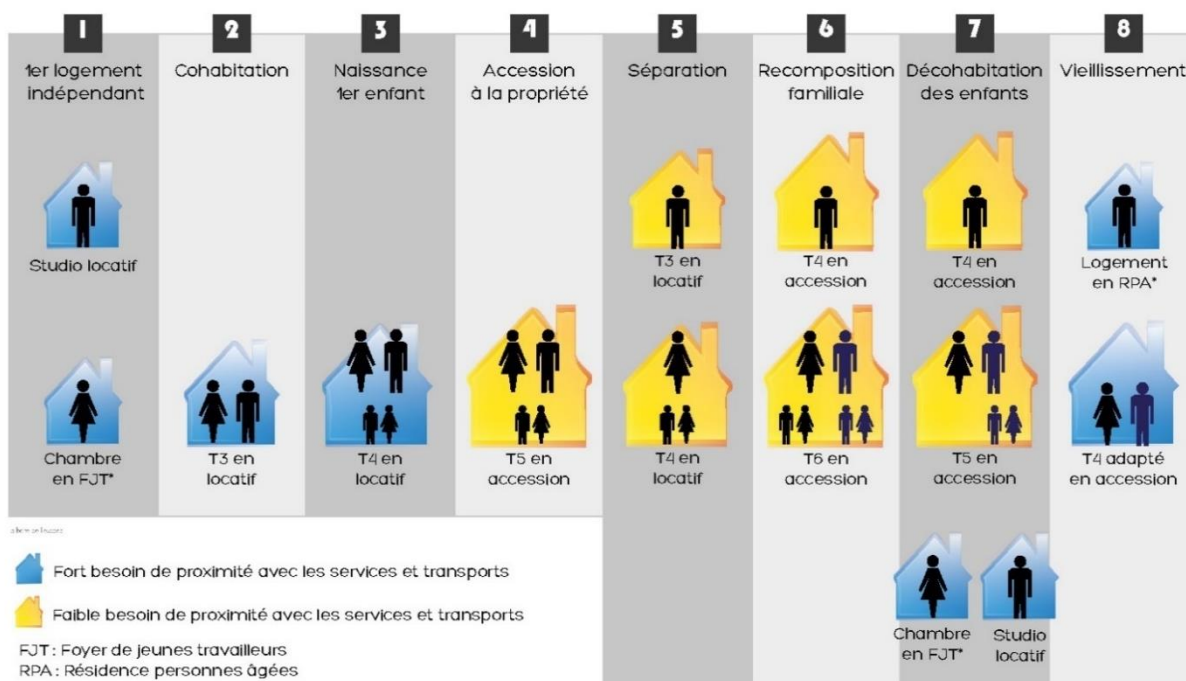 1
1er logement
indépendant
2
Cohabitation
3
Naissance
1er enfant
4
Accession
à la propriété
5
Séparation
6
Recomposition
familiale
7
Décohabitation
des enfants
8
Vieillissement
Studio locatif
T3 en
locatif
T4 en
accession
T4 en
accession
Logement
en RPA*
Chambre
en FJT*
T3 en
locatif
T4 en
locatif
T5 en
accession
T4 en
locatif
T6 en
accession
T5 en
accession
T4 adapté
en accession
Chambre
en FJT*
Studio
locatif
Fort besoin de proximité avec les services et transports
Faible besoin de proximité avec les services et transports
FJT : Foyer de jeunes travailleurs
RPA : Résidence personnes âgées